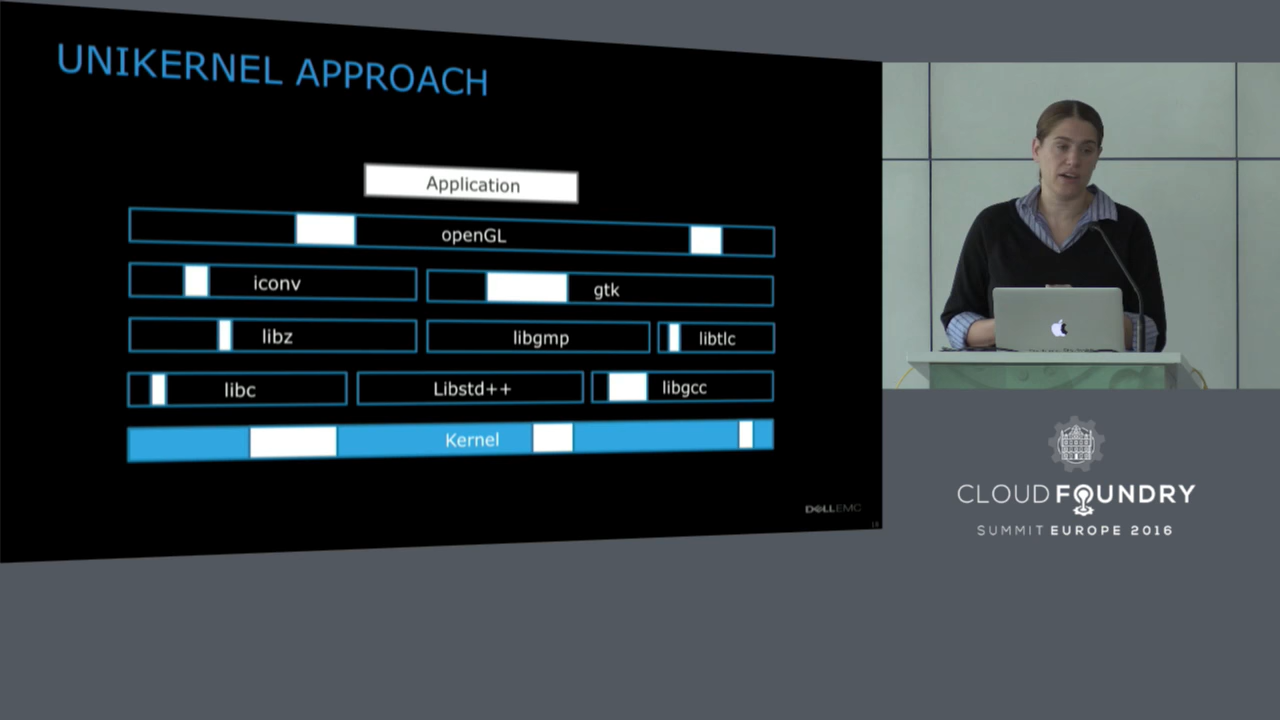 UNIKERNEL APPROACH
Application
openGL
iconv
gtk
libz
libgmp
libtlc
libc
Libstd++
libgcc
Kernel
DELLEMC
CLOUD FOUNDRY
SUMMIT EUROPE 2016